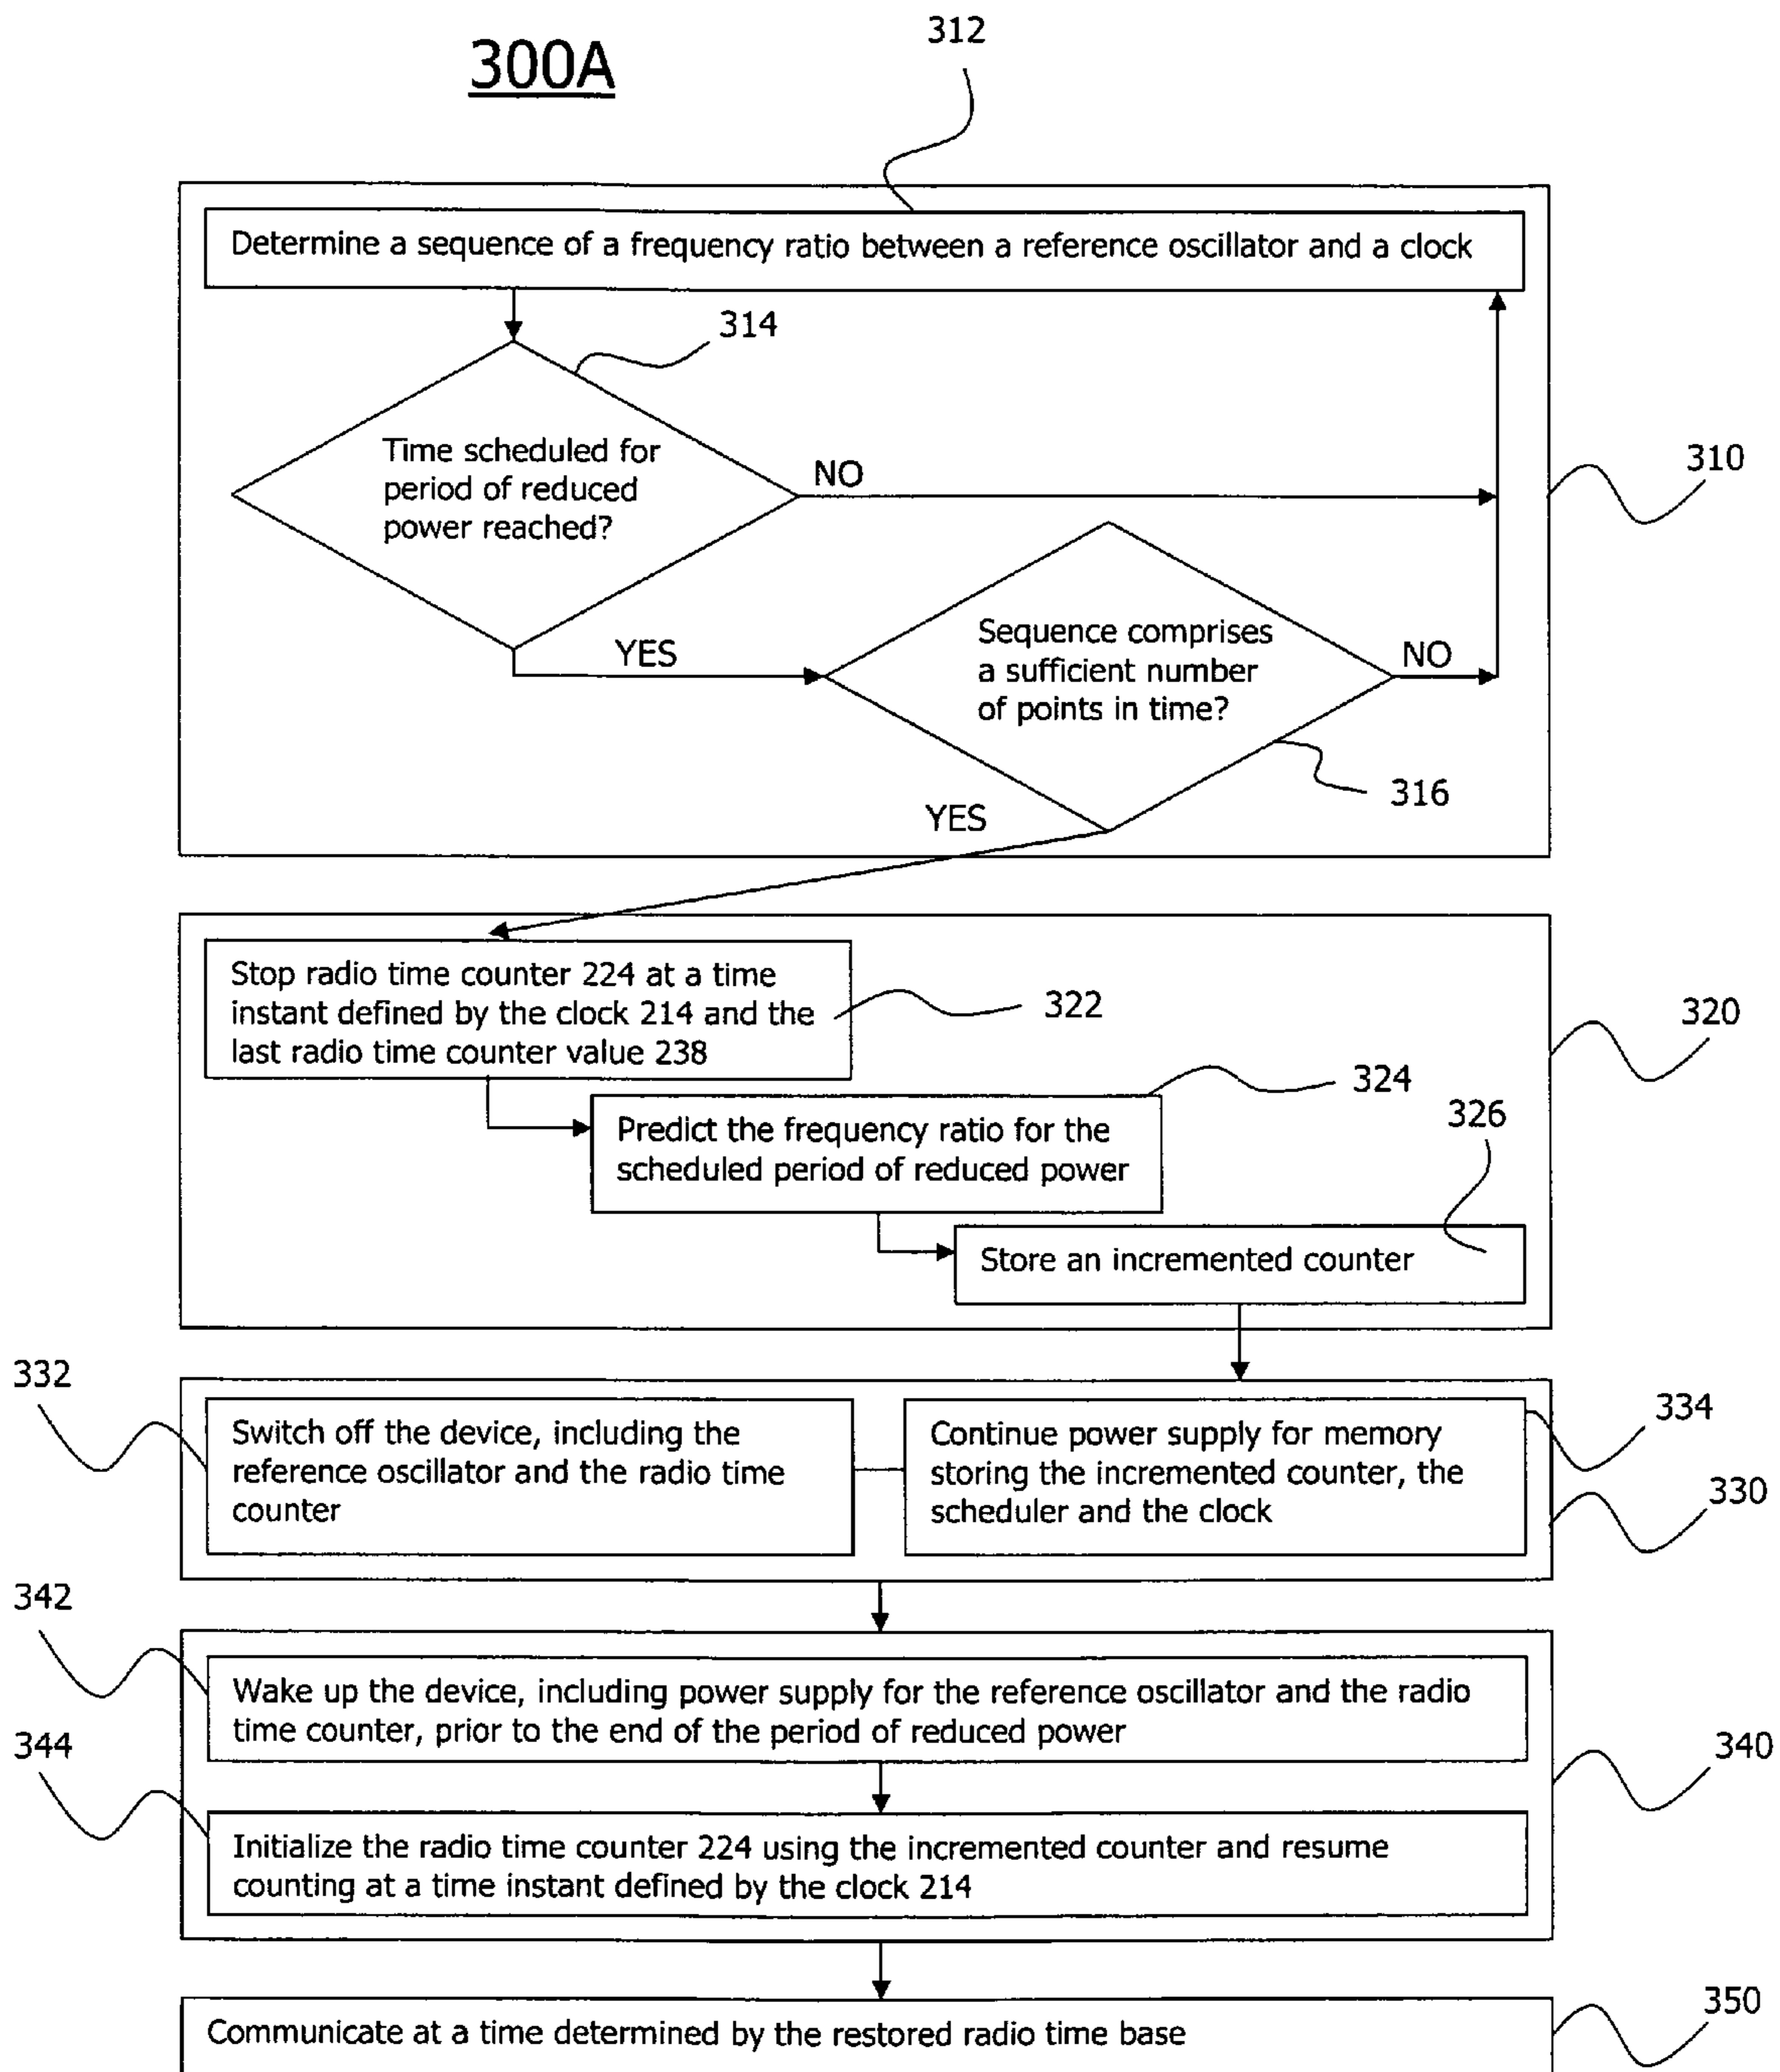 312
300A
Determine a sequence of a frequency ratio between a reference oscillator and a clock
314
Time scheduled for
period of reduced
power reached?
NO
310
YES
Sequence comprises
a sufficient number
of points in time?
NO
316
YES
Stop radio time counter 224 at a time
instant defined by the clock 214 and the
last radio time counter value 238
322
320
324
Predict the frequency ratio for the
scheduled period of reduced power
326
Store an incremented counter
332
Switch off the device, including the
reference oscillator and the radio time
counter
Continue power supply for memory
storing the incremented counter, the
scheduler and the clock
334
330
342
Wake up the device, including power supply for the reference oscillator and the radio
time counter, prior to the end of the period of reduced power
344
340
Initialize the radio time counter 224 using the incremented counter and resume
counting at a time instant defined by the clock 214
350
Communicate at a time determined by the restored radio time base